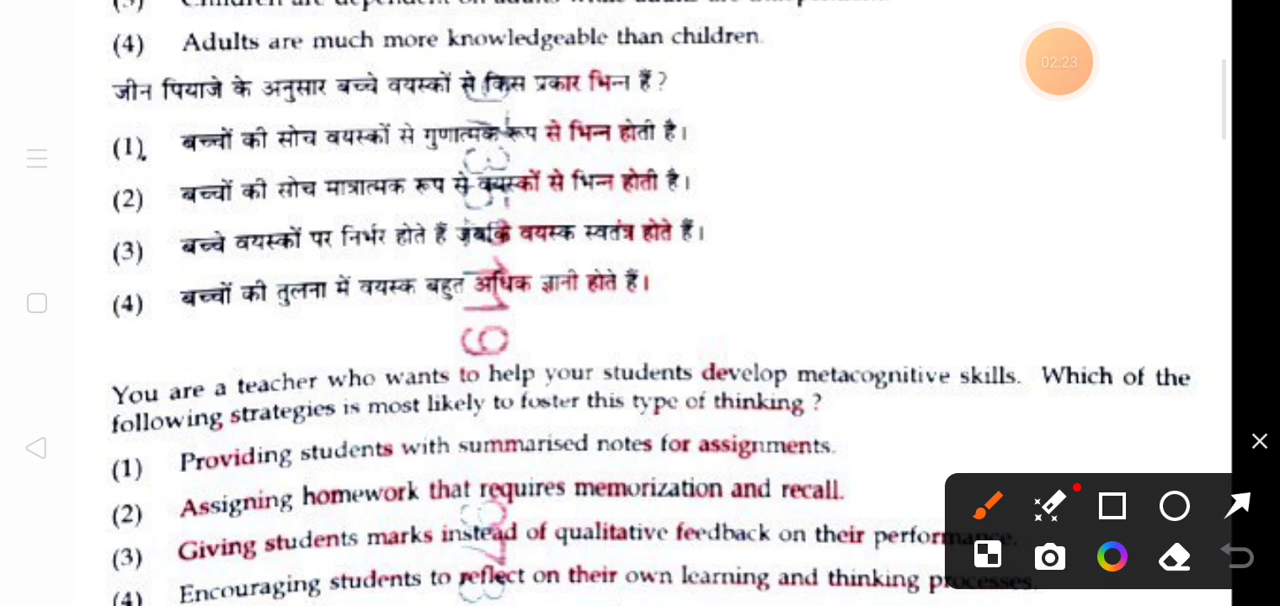 (4) Adults are much more knowledgeable than children.
02:23
जीन पियाजे के अनुसार बच्चे वयस्कों से किस प्रकार भिन्न हैं ?
(1) बच्चों की सोच वयस्कों से गुणात्मक रूप से भिन्न होती है।
(2) बच्चों की सोच मात्रात्मक रूप से वयस्कों से भिन्न होती है।
(3) बच्चे वयस्कों पर निर्भर होते हैं जबकि वयस्क स्वतंत्र होते हैं।
(4) बच्चों की तुलना में वयस्क बहुत अधिक ज्ञानी होते हैं।
You are a teacher who wants to help your students develop metacognitive skills. Which of the
following strategies is most likely to foster this type of thinking ?
(1) Providing students with summarised notes for assignments.
(2) Assigning homework that requires memorization and recall.
(3) Giving students marks instead of qualitative feedback on their performance.
(4) Encouraging students to reflect on their own learning and thinking processes.